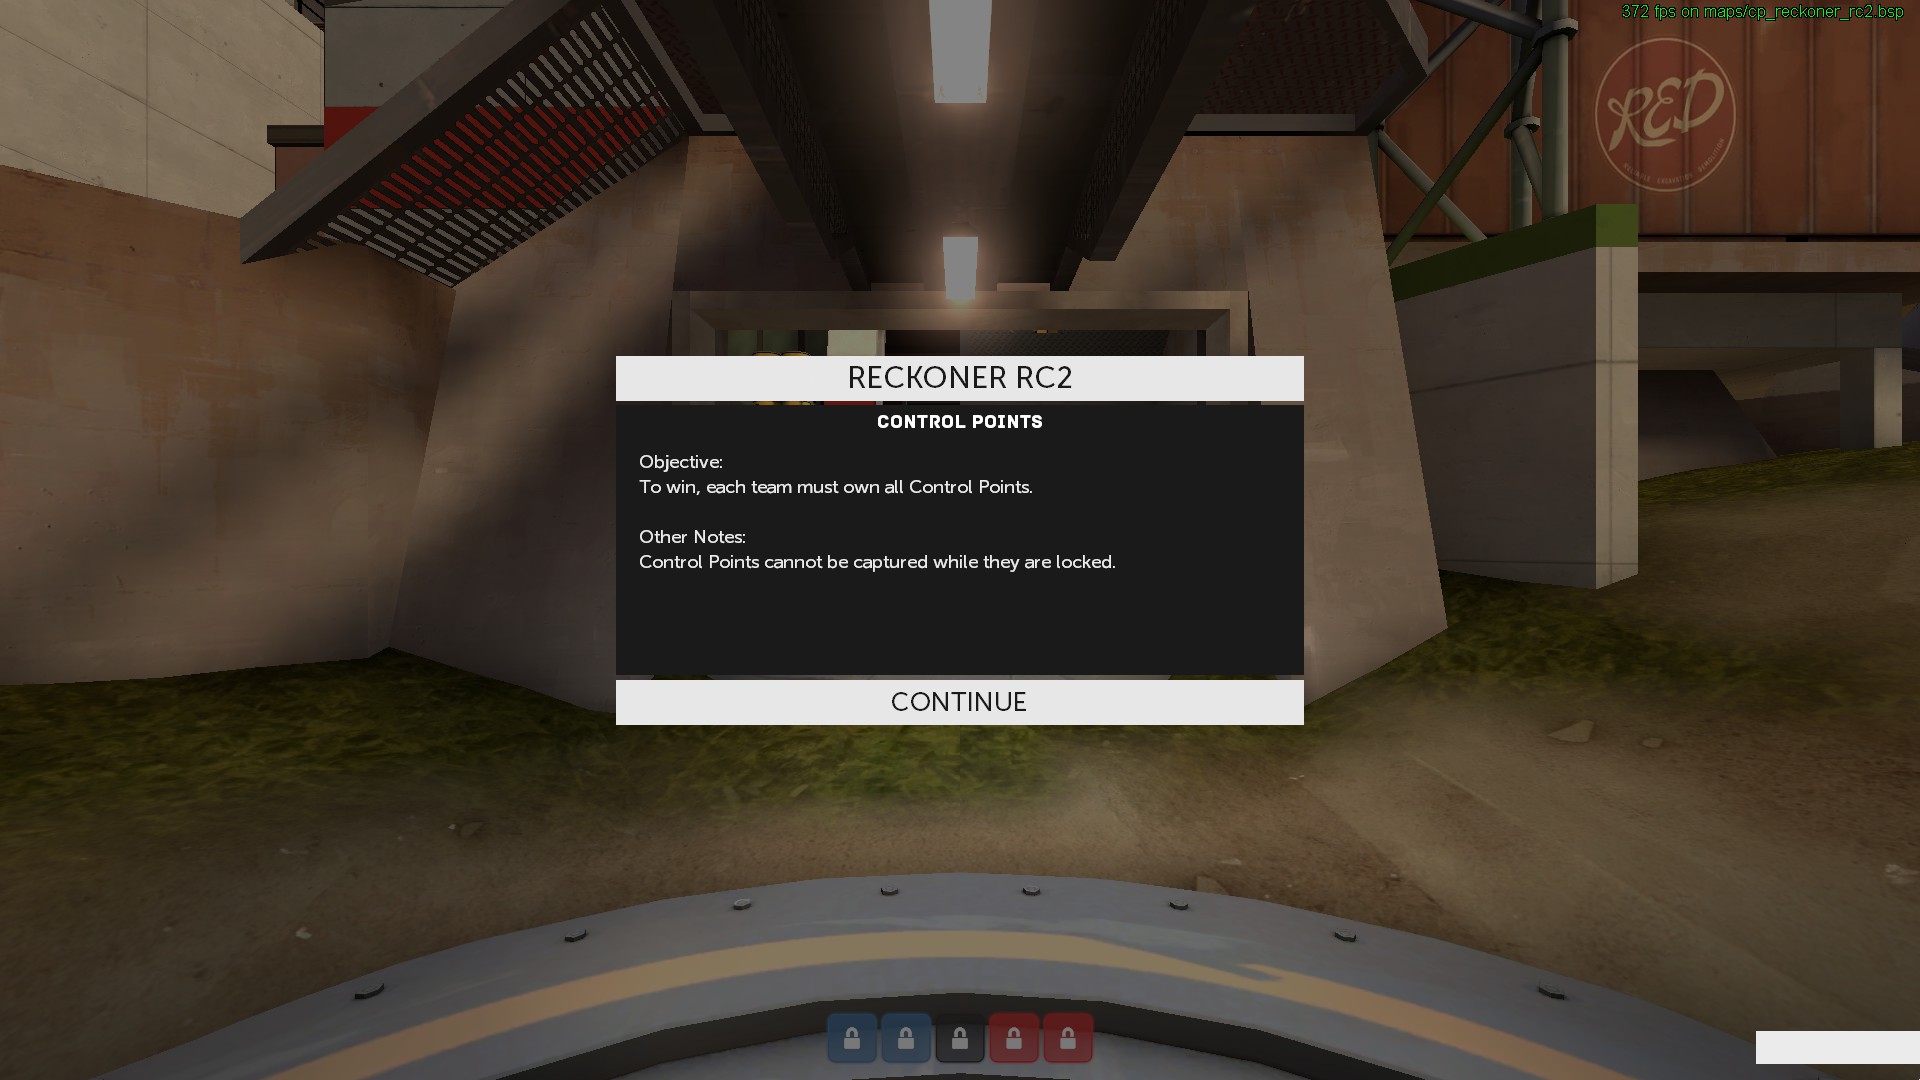 372 fps on maps/cp_reckoner_rc2.bsp
RED
RECKONER RC2
CONTROL POINTS
Objective:
To win, each team must own all Control Points.
Other Notes:
Control Points cannot be captured while they are locked.
CONTINUE